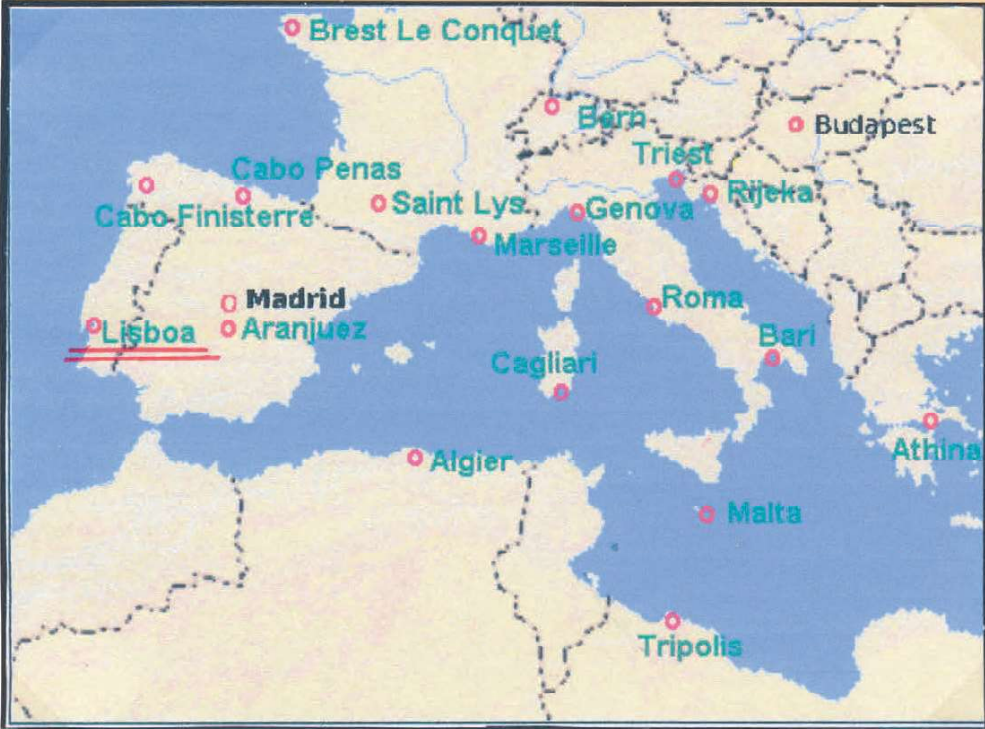 Brest Le Conquet
Bern
Budapest
Triest
Cabo Penas
Rijeka
Saint Lys
Genova
Cabo Finisterre
Marseille
Madrid
Roma
Lisboa
Aranjuez
Bari
Cagliari
Athina
Algier
Malta
Tripolis